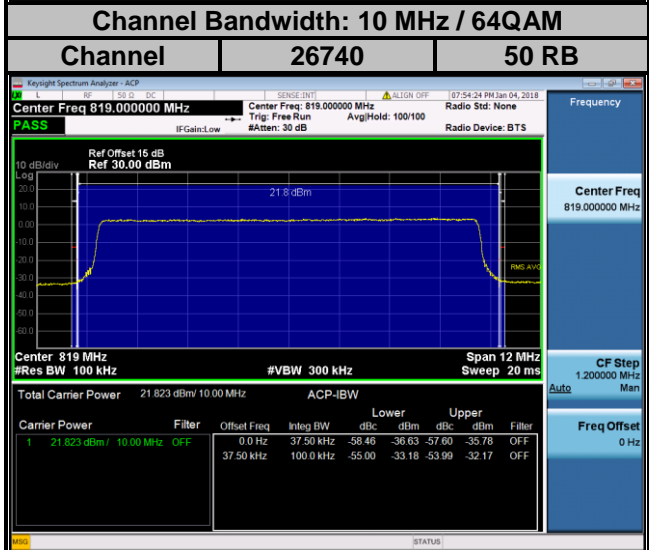 Channel Bandwidth: 10 MHz / 64QAM
Channel 26740 50 RB
Keysight Spectrum Analyzer - ACP
L RF 50 Ω DC SENSE:INT ALIGN OFF 07:54:24 PM Jan 04, 2018
Center Freq 819.000000 MHz Center Freq: 819.000000 MHz Radio Std: None Frequency
Trig: Free Run Avg|Hold: 100/100
PASS IFGain:Low #Atten: 30 dB Radio Device: BTS
Ref Offset 15 dB
10 dB/div Ref 30.00 dBm
Log
20.0
21.8 dBm
10.0
0.00
-10.0
-20.0
RMS AVG
-30.0
-40.0
-50.0
-60.0
Center Freq
819.000000 MHz
Center 819 MHz Span 12 MHz
#Res BW 100 kHz #VBW 300 kHz Sweep 20 ms
CF Step
1.200000 MHz
Auto Man
Total Carrier Power 21.823 dBm/ 10.00 MHz ACP-IBW
Lower Upper
Carrier Power Filter Offset Freq Integ BW dBc dBm dBc dBm Filter
1 21.823 dBm / 10.00 MHz OFF 0.0 Hz 37.50 kHz -58.46 -36.63 -57.60 -35.78 OFF
37.50 kHz 100.0 kHz -55.00 -33.18 -53.99 -32.17 OFF
Freq Offset
0 Hz
MSG STATUS